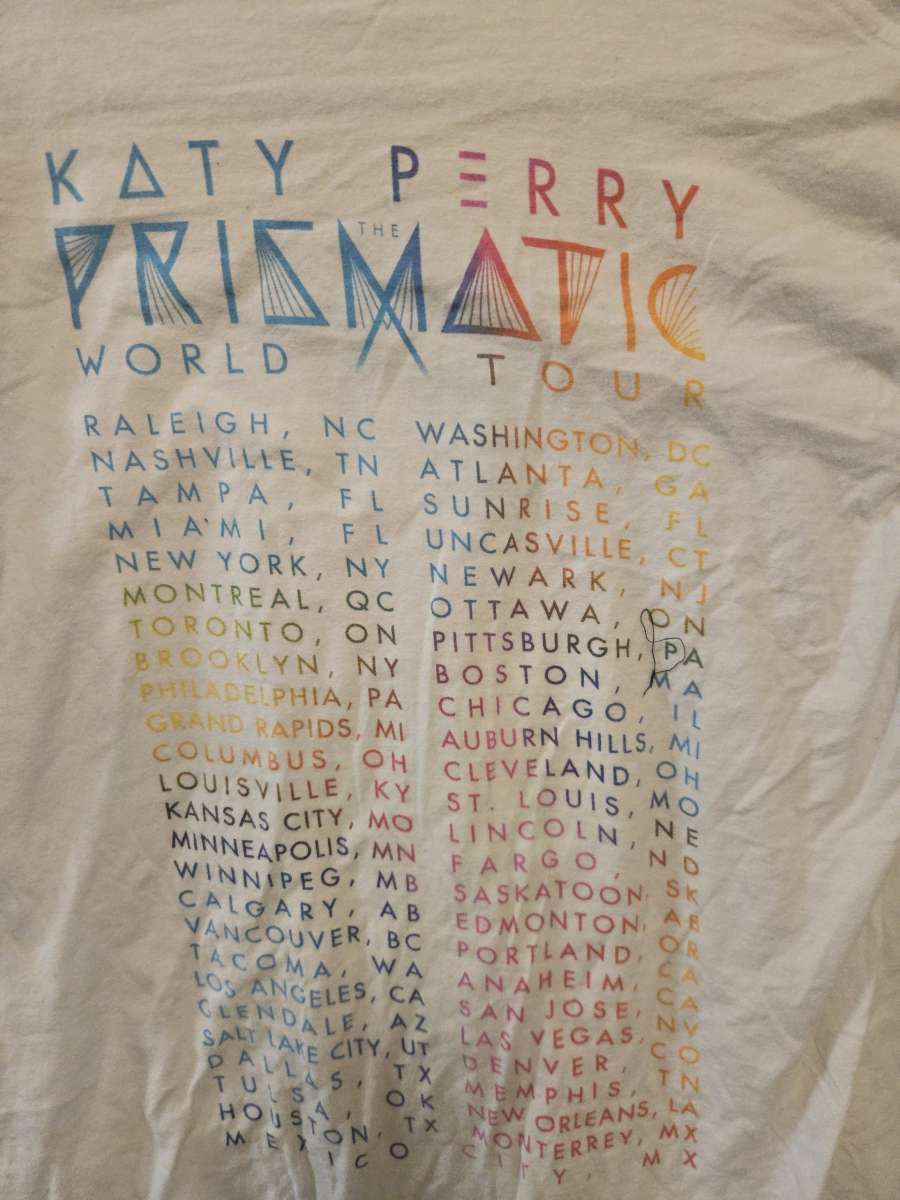 KATY PERRY
THE
PRISMATIC
WORLD TOUR
RALEIGH, NC WASHINGTON, DC
NASHVILLE, TN ATLANTA, GA
TAMPA, FL SUNRISE, FL
MIAMI, FL UNCASVILLE, CT
NEW YORK, NY NEWARK, NJ
MONTREAL, QC OTTAWA, ON
TORONTO, ON PITTSBURGH, PA
BROOKLYN, NY BOSTON, MA
PHILADELPHIA, PA CHICAGO, IL
GRAND RAPIDS, MI AUBURN HILLS, MI
COLUMBUS, OH CLEVELAND, OH
LOUISVILLE, KY ST. LOUIS, MO
KANSAS CITY, MO LINCOLN, NE
MINNEAPOLIS, MN FARGO, ND
WINNIPEG, MB SASKATOON, SK
CALGARY, AB EDMONTON, AB
VANCOUVER, BC PORTLAND, OR
TACOMA, WA ANAHEIM, CA
LOS ANGELES, CA SAN JOSE, CA
GLENDALE, AZ LAS VEGAS, NV
SALT LAKE CITY, UT DENVER, CO
DALLAS, TX MEMPHIS, TN
TULSA, OK NEW ORLEANS, LA
HOUSTON, TX MONTERREY, MX
MEXICO CITY, MX